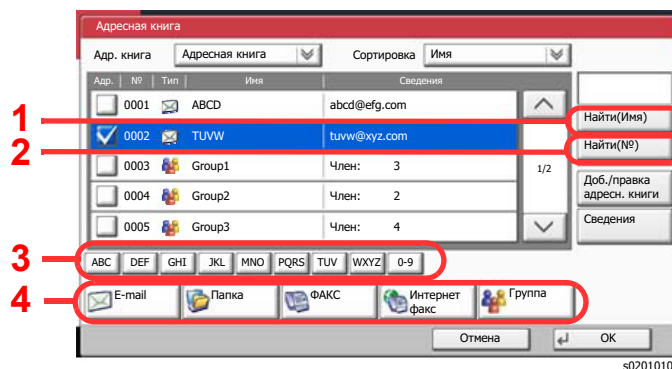 Адресная книга
Адр. книга Адресная книга Сортировка Имя
Адр. № Тип Имя Сведения
0001 ABCD abcd@efg.com
1 Найти(Имя)
0002 TUVW tuvw@xyz.com
2 Найти(№)
0003 Group1 Член: 3 1/2
Доб./правка
адресн. книги
0004 Group2 Член: 2
Сведения
0005 Group3 Член: 4
3 ABC DEF GHI JKL MNO PQRS TUV WXYZ 0-9
4 E-mail Папка ФАКС Интернет факс Группа
Отмена OK
s0201010